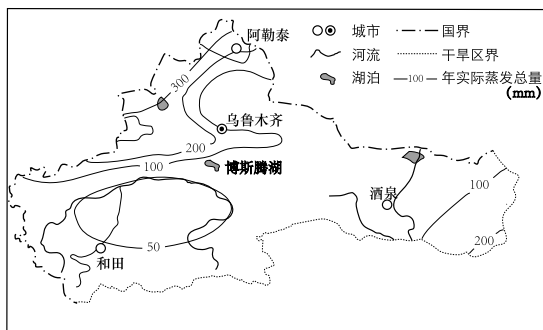 阿勒泰
城市
国界
河流
干旱区界
湖泊
100
年实际蒸发总量
(mm)
300
乌鲁木齐
200
100
博斯腾湖
酒泉
100
50
200
和田